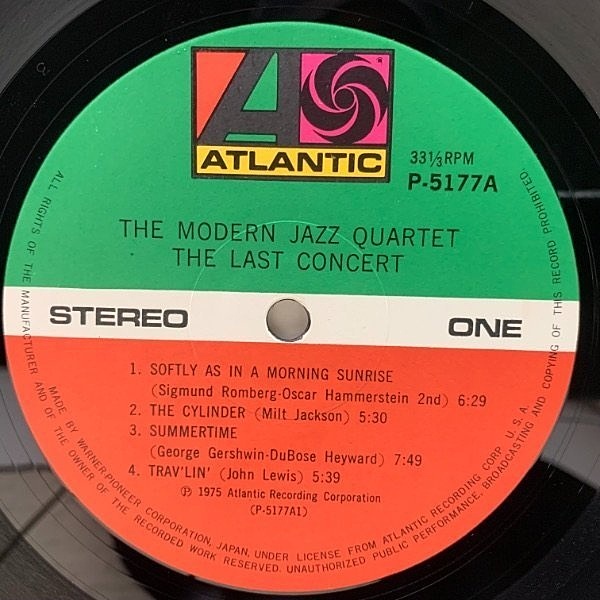 ATLANTIC
®
33⅓RPM
P-5177A
THE MODERN JAZZ QUARTET
THE LAST CONCERT
STEREO
ONE
1. SOFTLY AS IN A MORNING SUNRISE
(Sigmund Romberg-Oscar Hammerstein 2nd) 6:29
2. THE CYLINDER (Milt Jackson) 5:30
3. SUMMERTIME
(George Gershwin-DuBose Heyward) 7:49
4. TRAV'LIN' (John Lewis) 5:39
℗ 1975 Atlantic Recording Corporation
(P-5177A1)
MADE BY WARNER-PIONEER CORPORATION, JAPAN, UNDER LICENSE FROM ATLANTIC RECORDING CORP. U.S.A.
ALL RIGHTS OF THE MANUFACTURER AND OF THE OWNER OF THE RECORDED WORK RESERVED. UNAUTHORIZED PUBLIC PERFORMANCE, BROADCASTING AND COPYING OF THIS RECORD PROHIBITED.